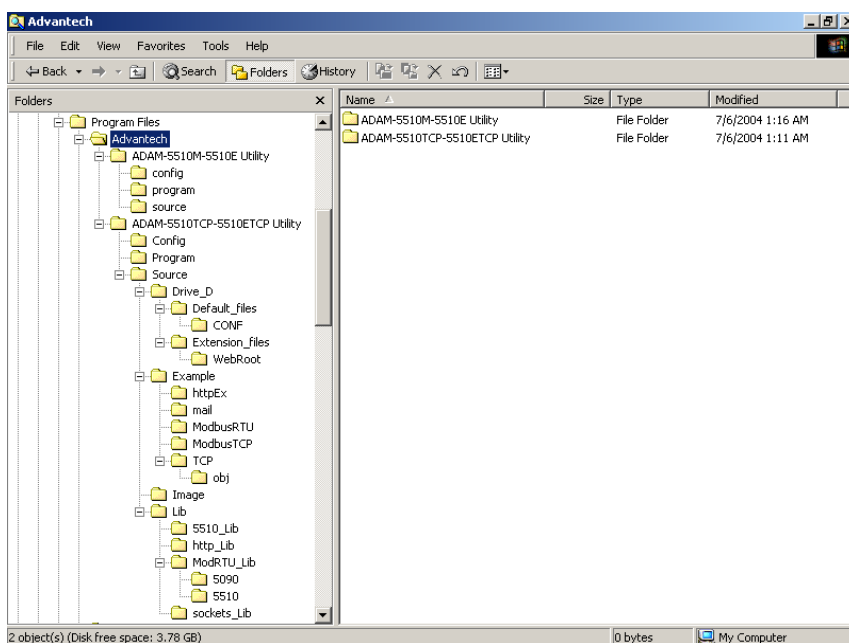 Advantech
File Edit View Favorites Tools Help
Back Search Folders History
Folders
Name Size Type Modified
Program Files
Advantech
ADAM-5510M-5510E Utility
config
program
source
ADAM-5510TCP-5510ETCP Utility
Config
Program
Source
Drive_D
Default_files
CONF
Extension_files
WebRoot
Example
httpEx
mail
ModbusRTU
ModbusTCP
TCP
obj
Image
Lib
5510_Lib
http_Lib
ModRTU_Lib
5090
5510
sockets_Lib
ADAM-5510M-5510E Utility File Folder 7/6/2004 1:16 AM
ADAM-5510TCP-5510ETCP Utility File Folder 7/6/2004 1:11 AM
2 object(s) (Disk free space: 3.78 GB) 0 bytes My Computer